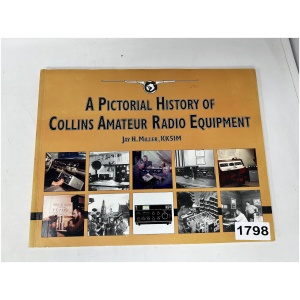 A PICTORIAL HISTORY OF
COLLINS AMATEUR RADIO EQUIPMENT
JAY H. MILLER, KK5IM
1798